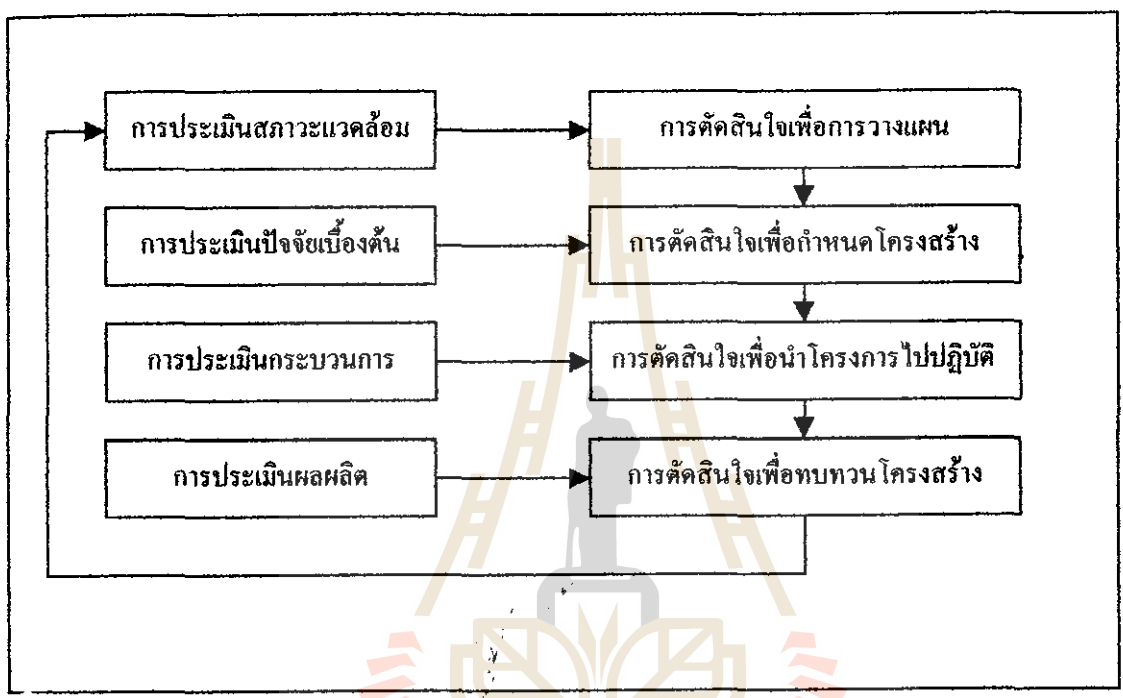 การประเมินสภาวะแวดล้อม
การตัดสินใจเพื่อการวางแผน
การประเมินปัจจัยเบื้องต้น
การตัดสินใจเพื่อกำหนดโครงสร้าง
การประเมินกระบวนการ
การตัดสินใจเพื่อนำโครงการไปปฏิบัติ
การประเมินผลผลิต
การตัดสินใจเพื่อทบทวนโครงสร้าง